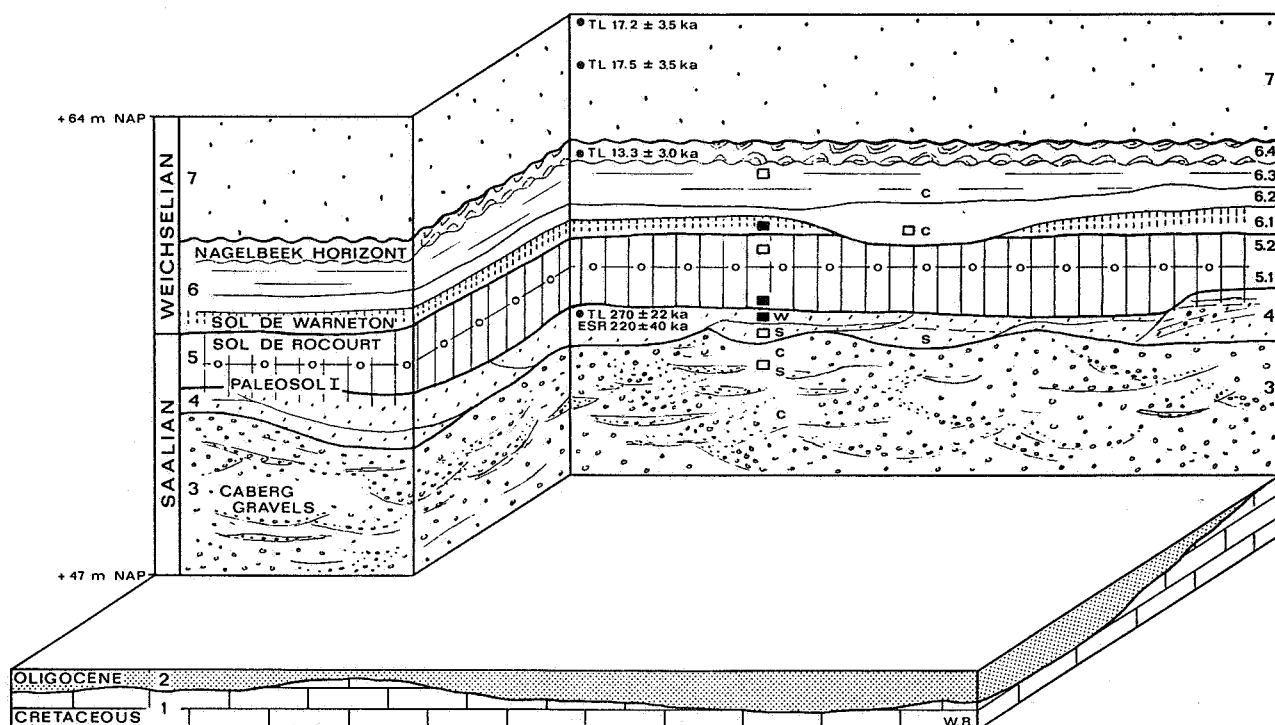 TL 17.2 ± 3.5 ka
TL 17.5 ± 3.5 ka
7
+64 m NAP
WEICHSELIAN
7
TL 13.3 ± 3.0 ka
6.4
6.3
C
6.2
NAGELBEEK HORIZONT
6
C
6.1
5.2
5.1
SOL DE WARNETON
SAALIAN
SOL DE ROCOURT
5
PALEOSOL I
4
TL 270 ± 22 ka
W
ESR 220 ± 40 ka
S
S
4
C
S
C
3
3
CABERG
GRAVELS
+47 m NAP
OLIGOCENE 2
1
CRETACEOUS
W.R.